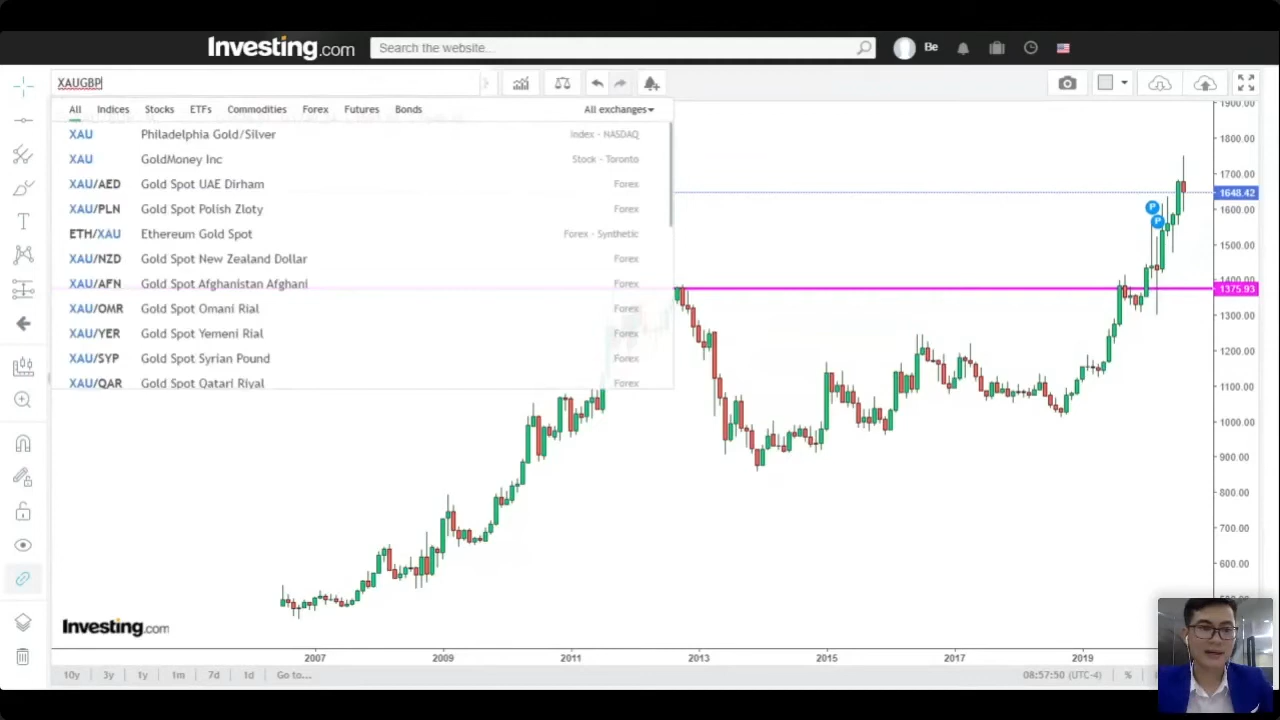 Investing.com
Search the website...
Be
XAUGBP
All Indices Stocks ETFs Commodities Forex Futures Bonds All exchanges
XAU Philadelphia Gold/Silver Index - NASDAQ
XAU GoldMoney Inc Stock - Toronto
XAU/AED Gold Spot UAE Dirham Forex
XAU/PLN Gold Spot Polish Zloty Forex
ETH/XAU Ethereum Gold Spot Forex - Synthetic
XAU/NZD Gold Spot New Zealand Dollar Forex
XAU/AFN Gold Spot Afghanistan Afghani Forex
XAU/OMR Gold Spot Omani Rial Forex
XAU/YER Gold Spot Yemeni Rial Forex
XAU/SYP Gold Spot Syrian Pound Forex
XAU/QAR Gold Spot Qatari Riyal Forex
1900.00
1800.00
1700.00
1648.42
1600.00
1500.00
1400.00
1375.93
1300.00
1200.00
1100.00
1000.00
900.00
800.00
700.00
600.00
P
P
Investing.com
2007 2009 2011 2013 2015 2017 2019
10y 3y 1y 1m 7d 1d Go to... 08:57:50 (UTC-4) %